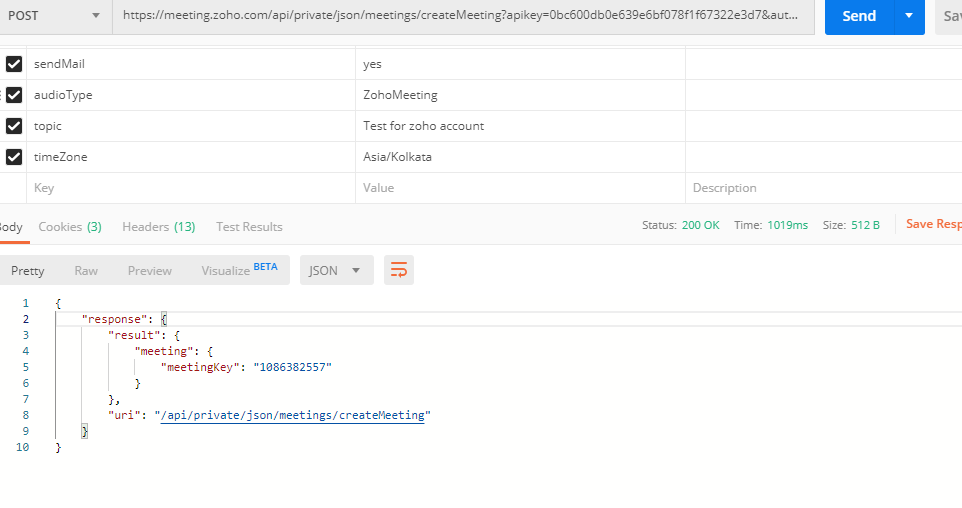 POST https://meeting.zoho.com/api/private/json/meetings/createMeeting?apikey=0bc600db0e639e6bf078f1f67322e3d7&aut... Send Sav
sendMail yes
audioType ZohoMeeting
topic Test for zoho account
timeZone Asia/Kolkata
Key Value Description
Body Cookies (3) Headers (13) Test Results Status: 200 OK Time: 1019ms Size: 512 B Save Resp
Pretty Raw Preview Visualize BETA JSON
1 {
2 "response": {
3 "result": {
4 "meeting": {
5 "meetingKey": "1086382557"
6 }
7 },
8 "uri": "/api/private/json/meetings/createMeeting"
9 }
10 }